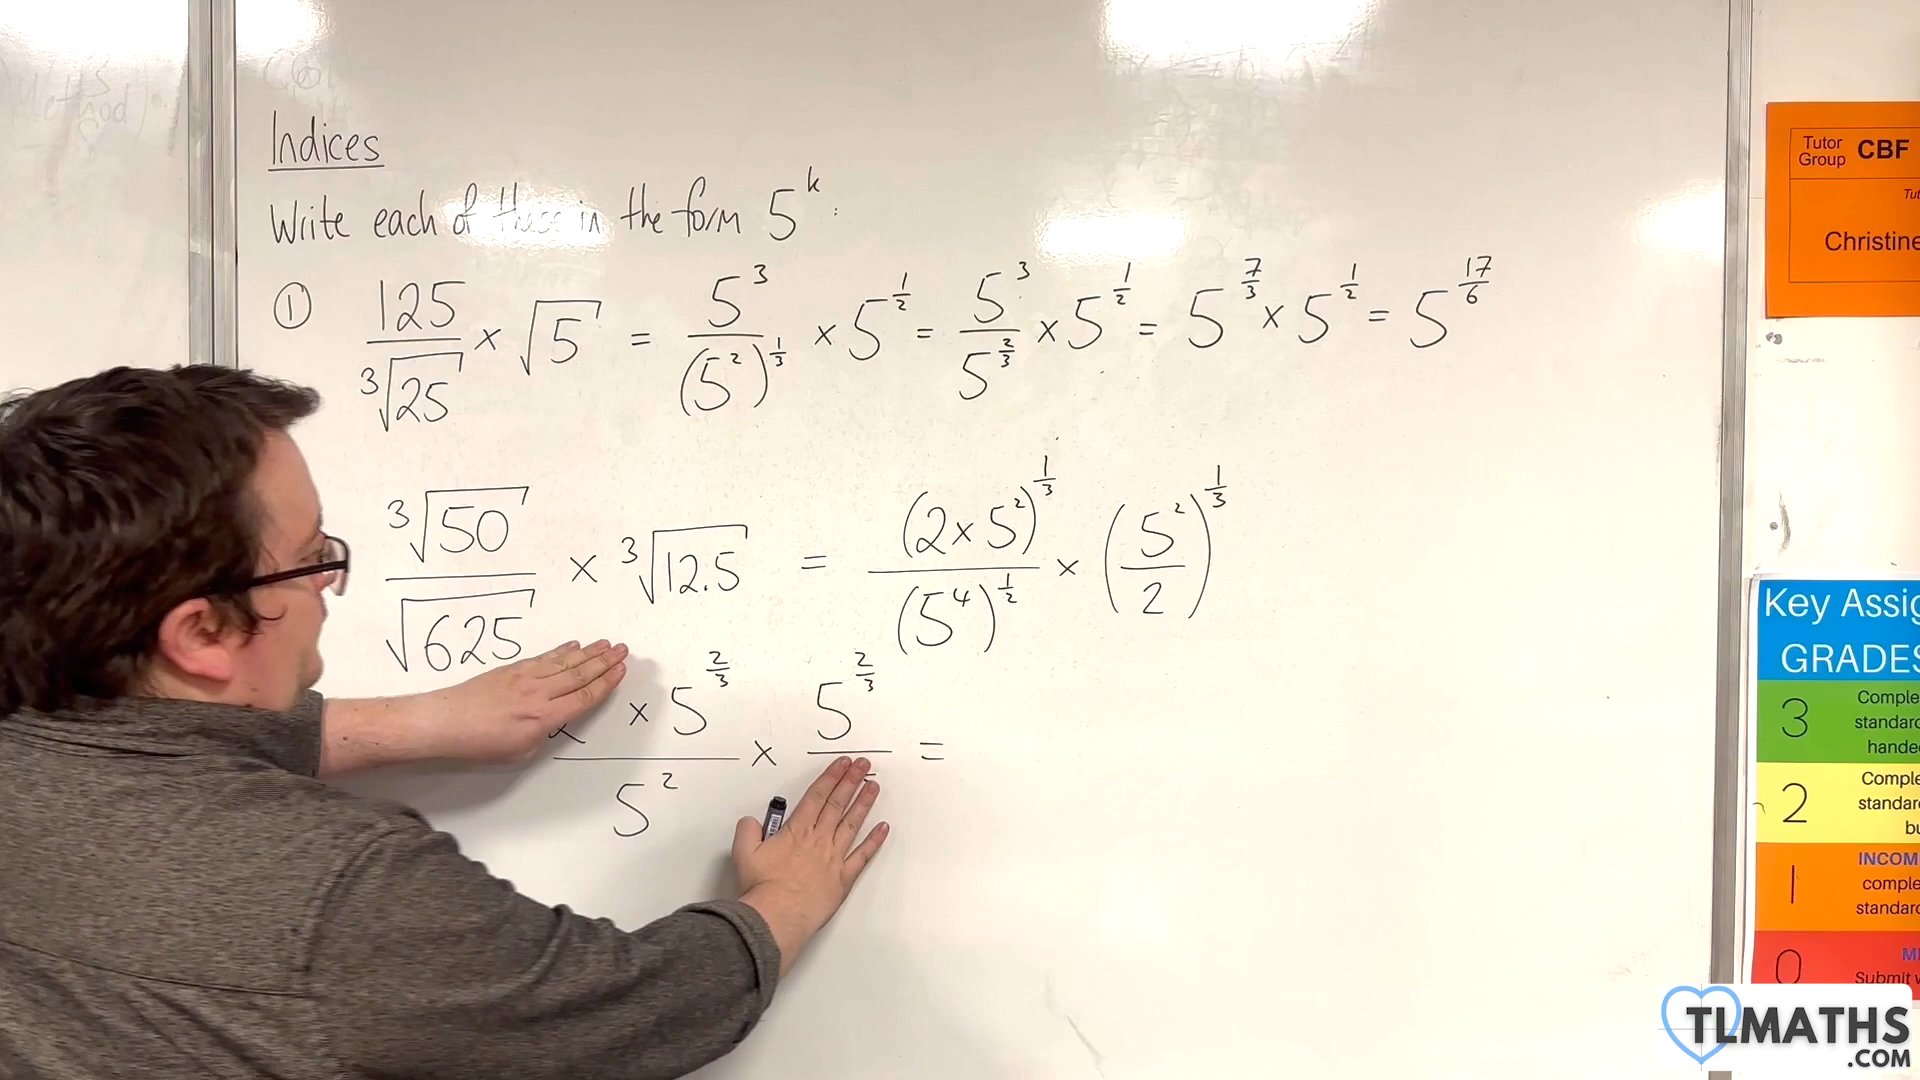 Indices
Write each of these in the form 5^k :
① 125/∛25 × √5 = 5^3/(5^2)^(1/3) × 5^(1/2) = 5^3/5^(2/3) × 5^(1/2) = 5^(7/3) × 5^(1/2) = 5^(17/6)
∛50/√625 × ∛12.5 = (2×5^2)^(1/3)/(5^4)^(1/2) × (5^2/2)^(1/3)
× 5^(2/3)/5^2 × 5^(2/3)/ =
Tutor Group CBF
Christine
Key Assig
GRADES
3 Comple
standard
hande
2 Comple
standar
bu
1 INCOM
comple
standard
0 M
Submit w
TLMATHS
.COM